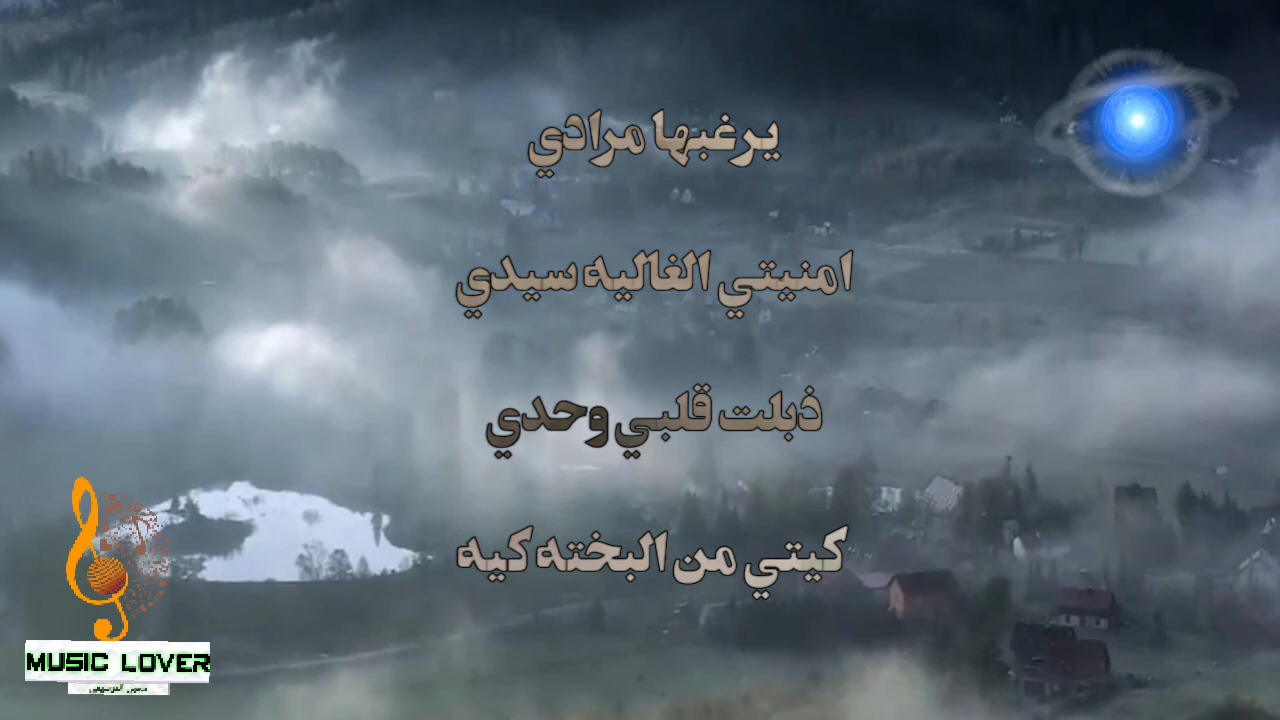 يرغبها مرادي
امنيتي الغاليه سيدي
ذبلت قلبي وحدي
كيتي من البخته كيه
MUSIC LOVER